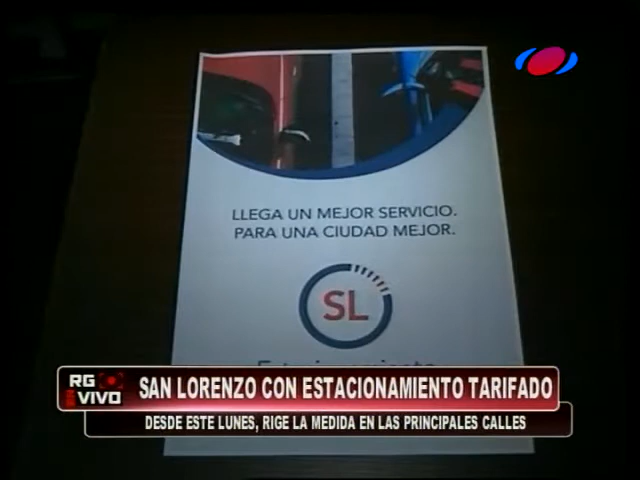 LLEGA UN MEJOR SERVICIO.
PARA UNA CIUDAD MEJOR.
SL
Estacionamiento
RG
VIVO
SAN LORENZO CON ESTACIONAMIENTO TARIFADO
DESDE ESTE LUNES, RIGE LA MEDIDA EN LAS PRINCIPALES CALLES